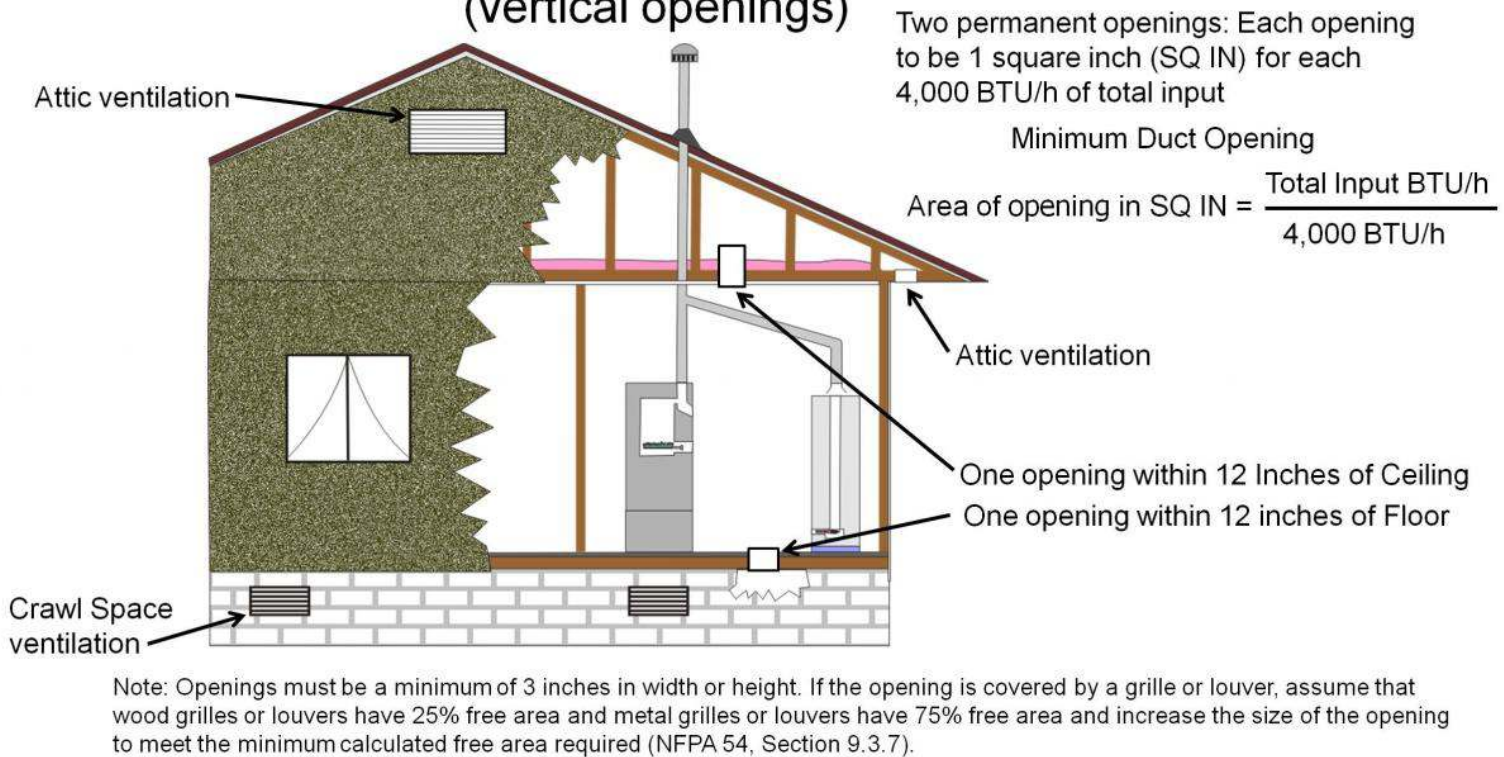 (vertical openings)
Two permanent openings: Each opening
to be 1 square inch (SQ IN) for each
4,000 BTU/h of total input
Minimum Duct Opening
Area of opening in SQ IN = Total Input BTU/h
4,000 BTU/h
Attic ventilation
Attic ventilation
One opening within 12 Inches of Ceiling
One opening within 12 inches of Floor
Crawl Space
ventilation
Note: Openings must be a minimum of 3 inches in width or height. If the opening is covered by a grille or louver, assume that
wood grilles or louvers have 25% free area and metal grilles or louvers have 75% free area and increase the size of the opening
to meet the minimum calculated free area required (NFPA 54, Section 9.3.7).